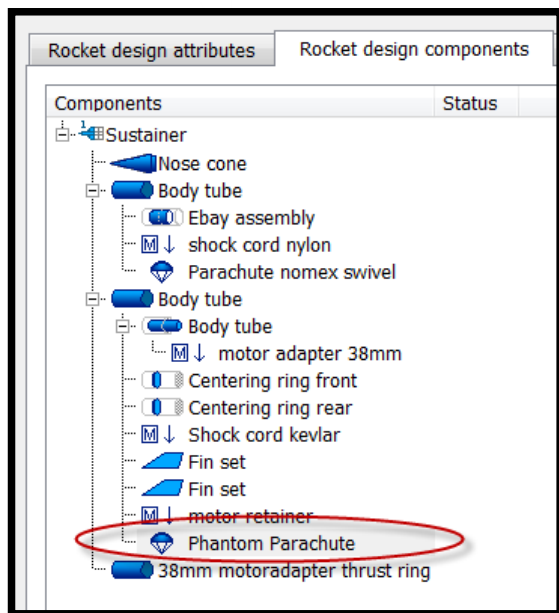 Rocket design attributes Rocket design components
Components Status
1 Sustainer
Nose cone
Body tube
Ebay assembly
M shock cord nylon
Parachute nomex swivel
Body tube
Body tube
M motor adapter 38mm
Centering ring front
Centering ring rear
M Shock cord kevlar
Fin set
Fin set
M motor retainer
Phantom Parachute
38mm motoradapter thrust ring